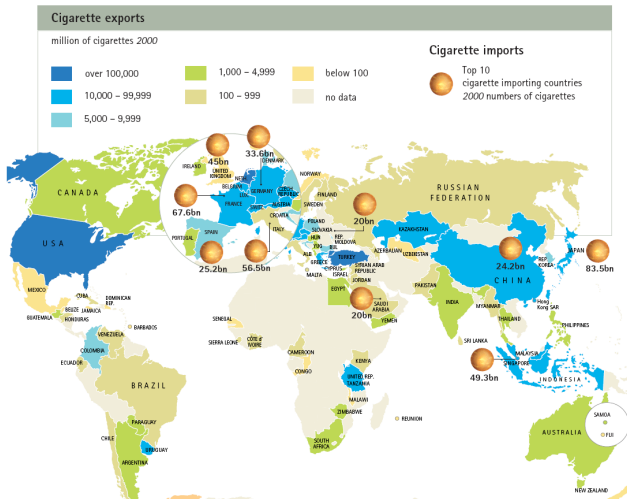 Cigarette exports
million of cigarettes 2000
over 100,000
10,000 – 99,999
5,000 – 9,999
1,000 – 4,999
100 – 999
below 100
no data
Cigarette imports
Top 10
cigarette importing countries
2000 numbers of cigarettes
45bn
33.6bn
67.6bn
25.2bn
56.5bn
20bn
20bn
24.2bn
83.5bn
49.3bn
CANADA
USA
MEXICO
CUBA
DOMINICAN
REP.
BELIZE
JAMAICA
GUATEMALA
HONDURAS
BARBADOS
VENEZUELA
COLOMBIA
ECUADOR
BRAZIL
PARAGUAY
CHILE
URUGUAY
ARGENTINA
IRELAND
UNITED
KINGDOM
DENMARK
NETH.
BELGIUM
LUX.
GERMANY
CZECH
REPUBLIC
FRANCE
SWITZ.
AUSTRIA
CROATIA
SPAIN
PORTUGAL
ITALY
NORWAY
FINLAND
SWEDEN
RUSSIAN
FEDERATION
POLAND
SLOVAKIA
HUN
REP.
MOLDOVA
YUG
BUL
ALB
GREECE
TURKEY
MALTA
CYPRUS
ISRAEL
SYRIAN ARAB
REPUBLIC
JORDAN
EGYPT
SAUDI
ARABIA
YEMEN
AZERBAIJAN
UZBEKISTAN
KAZAKHSTAN
PAKISTAN
INDIA
SRI LANKA
MYANMAR
THAILAND
CHINA
REP.
KOREA
JAPAN
Hong
Kong SAR
PHILIPPINES
MALAYSIA
SINGAPORE
INDONESIA
SENEGAL
SIERRA LEONE
CÔTE d'
IVOIRE
CAMEROON
CONGO
KENYA
UNITED REP.
TANZANIA
MALAWI
ZIMBABWE
SOUTH
AFRICA
REUNION
AUSTRALIA
SAMOA
FIJI
NEW ZEALAND